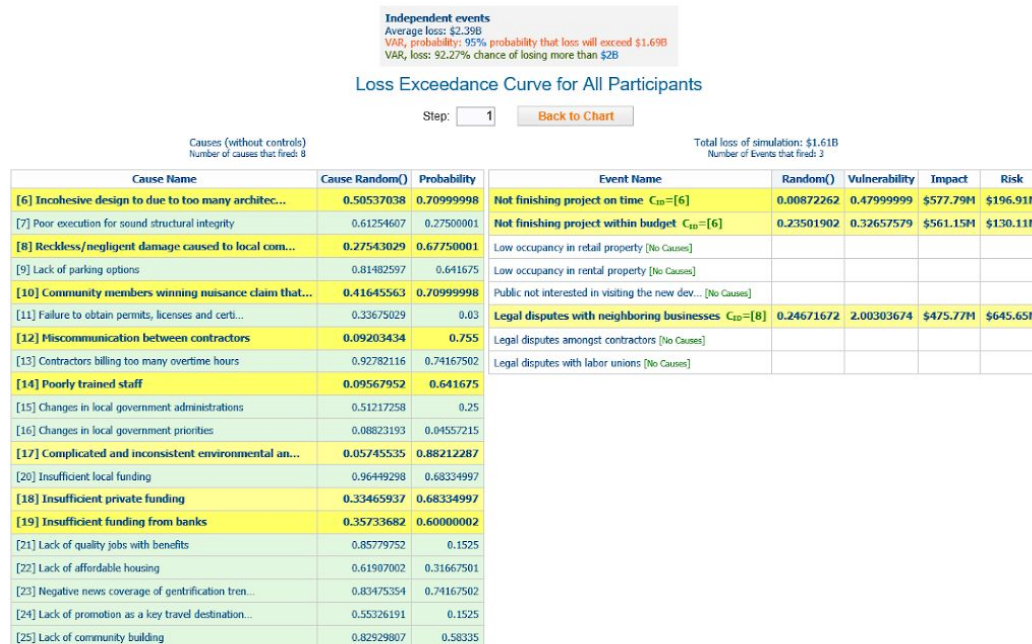 Independent events
Average loss: $2.39B
VAR, probability: 95% probability that loss will exceed $1.69B
VAR, loss: 92.27% chance of losing more than $2B
Loss Exceedance Curve for All Participants
Step: 1 Back to Chart
Causes (without controls)
Number of causes that fired: 8
Cause Name Cause Random() Probability
[6] Incohesive design to due to too many architec... 0.50537038 0.70999998
[7] Poor execution for sound structural integrity 0.61254607 0.27500001
[8] Reckless/negligent damage caused to local com... 0.27543029 0.67750001
[9] Lack of parking options 0.81482597 0.641675
[10] Community members winning nuisance claim that... 0.41645563 0.70999998
[11] Failure to obtain permits, licenses and certi... 0.33675029 0.03
[12] Miscommunication between contractors 0.09203434 0.755
[13] Contractors billing too many overtime hours 0.92782116 0.74167502
[14] Poorly trained staff 0.09567952 0.641675
[15] Changes in local government administrations 0.51217258 0.25
[16] Changes in local government priorities 0.08823193 0.04557215
[17] Complicated and inconsistent environmental an... 0.05745535 0.88212287
[20] Insufficient local funding 0.96449298 0.68334997
[18] Insufficient private funding 0.33465937 0.68334997
[19] Insufficient funding from banks 0.35733682 0.60000002
[21] Lack of quality jobs with benefits 0.85779752 0.1525
[22] Lack of affordable housing 0.61907002 0.31667501
[23] Negative news coverage of gentrification tren... 0.83475354 0.74167502
[24] Lack of promotion as a key travel destination... 0.55326191 0.1525
[25] Lack of community building 0.82929807 0.58335
Total loss of simulation: $1.61B
Number of Events that fired: 3
Event Name Random() Vulnerability Impact Risk
Not finishing project on time CID=[6] 0.00872262 0.47999999 $577.79M $196.91M
Not finishing project within budget CID=[6] 0.23501902 0.32657579 $561.15M $130.11M
Low occupancy in retail property [No Causes]
Low occupancy in rental property [No Causes]
Public not interested in visiting the new dev... [No Causes]
Legal disputes with neighboring businesses CID=[8] 0.24671672 2.00303674 $475.77M $645.65M
Legal disputes amongst contractors [No Causes]
Legal disputes with labor unions [No Causes]